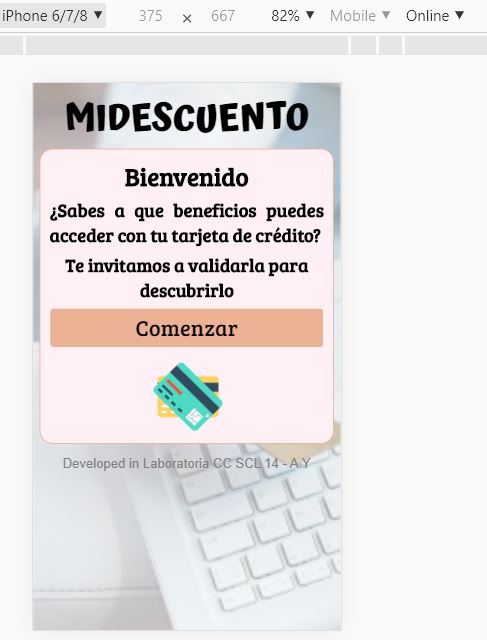 iPhone 6/7/8 ▼ 375 × 667 82% ▼ Mobile ▼ Online ▼
MIDESCUENTO
Bienvenido
¿Sabes a que beneficios puedes
acceder con tu tarjeta de crédito?
Te invitamos a validarla para
descubrirlo
Comenzar
Developed in Laboratoria CC SCL 14 - A.Y